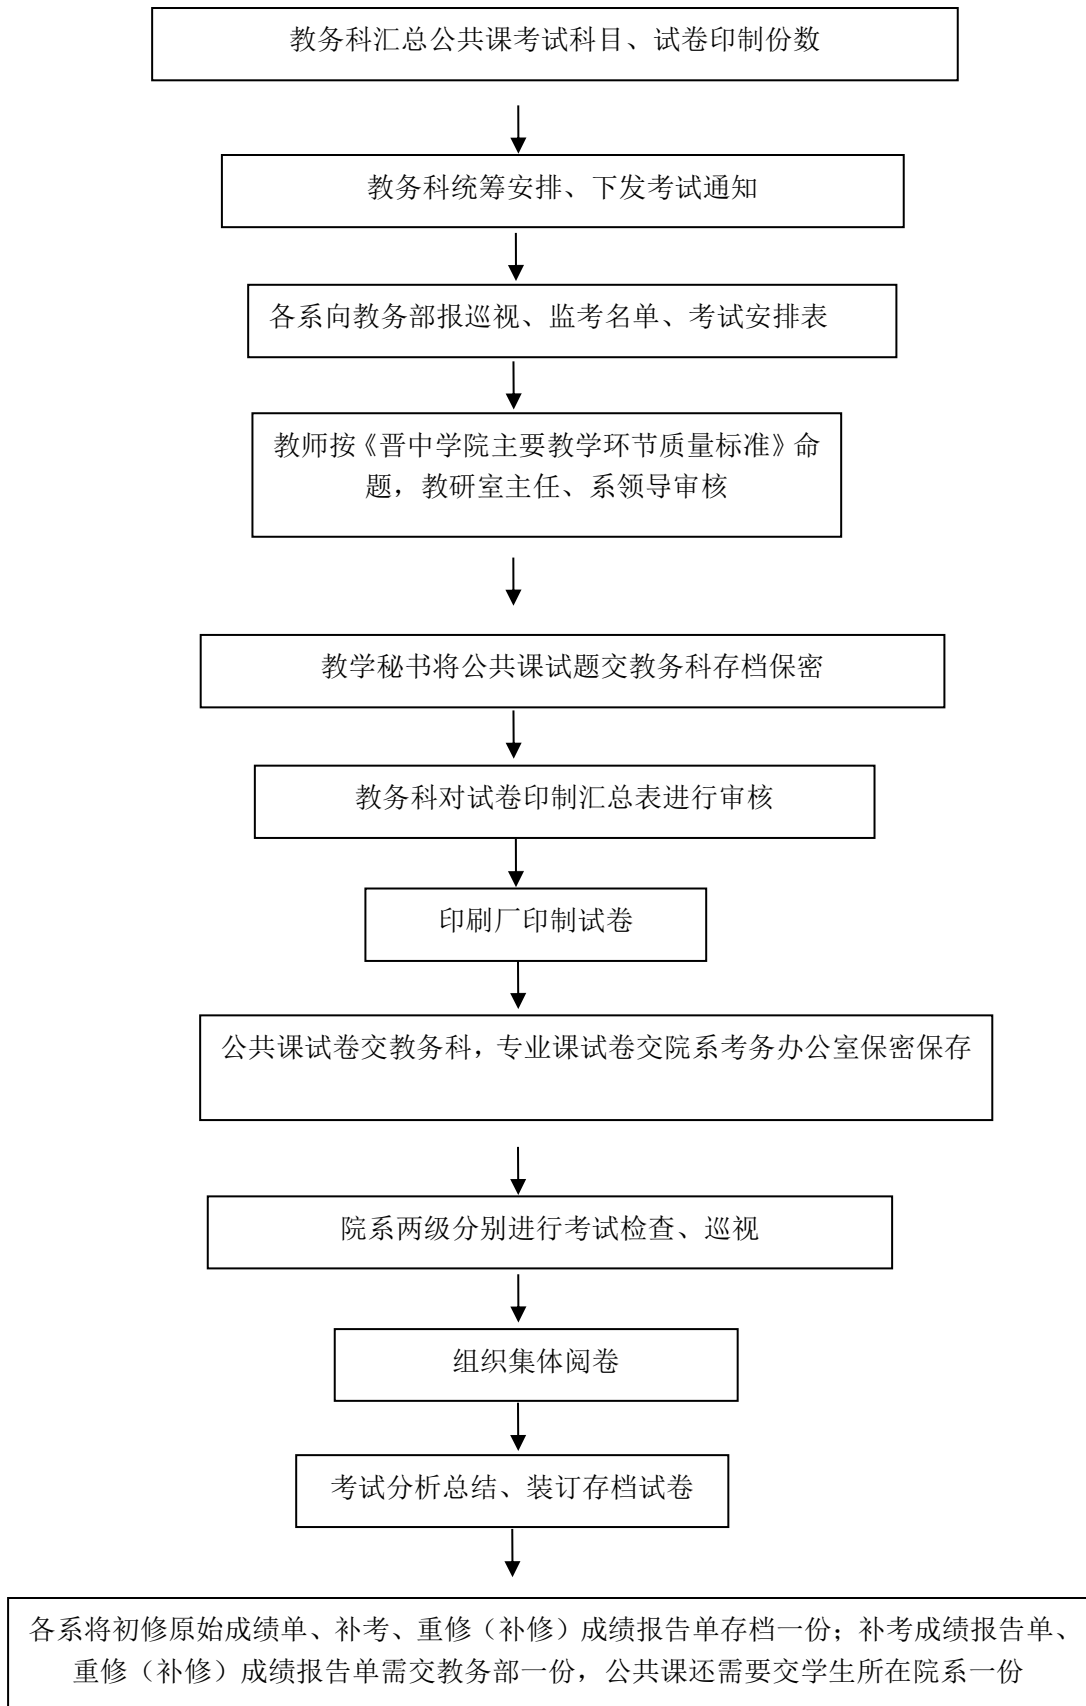 教务科汇总公共课考试科目、试卷印制份数
教务科统筹安排、下发考试通知
各系向教务部报巡视、监考名单、考试安排表
教师按《晋中学院主要教学环节质量标准》命
题，教研室主任、系领导审核
教学秘书将公共课试题交教务科存档保密
教务科对试卷印制汇总表进行审核
印刷厂印制试卷
公共课试卷交教务科，专业课试卷交院系考务办公室保密保存
院系两级分别进行考试检查、巡视
组织集体阅卷
考试分析总结、装订存档试卷
各系将初修原始成绩单、补考、重修（补修）成绩报告单存档一份；补考成绩报告单、
重修（补修）成绩报告单需交教务部一份，公共课还需要交学生所在院系一份